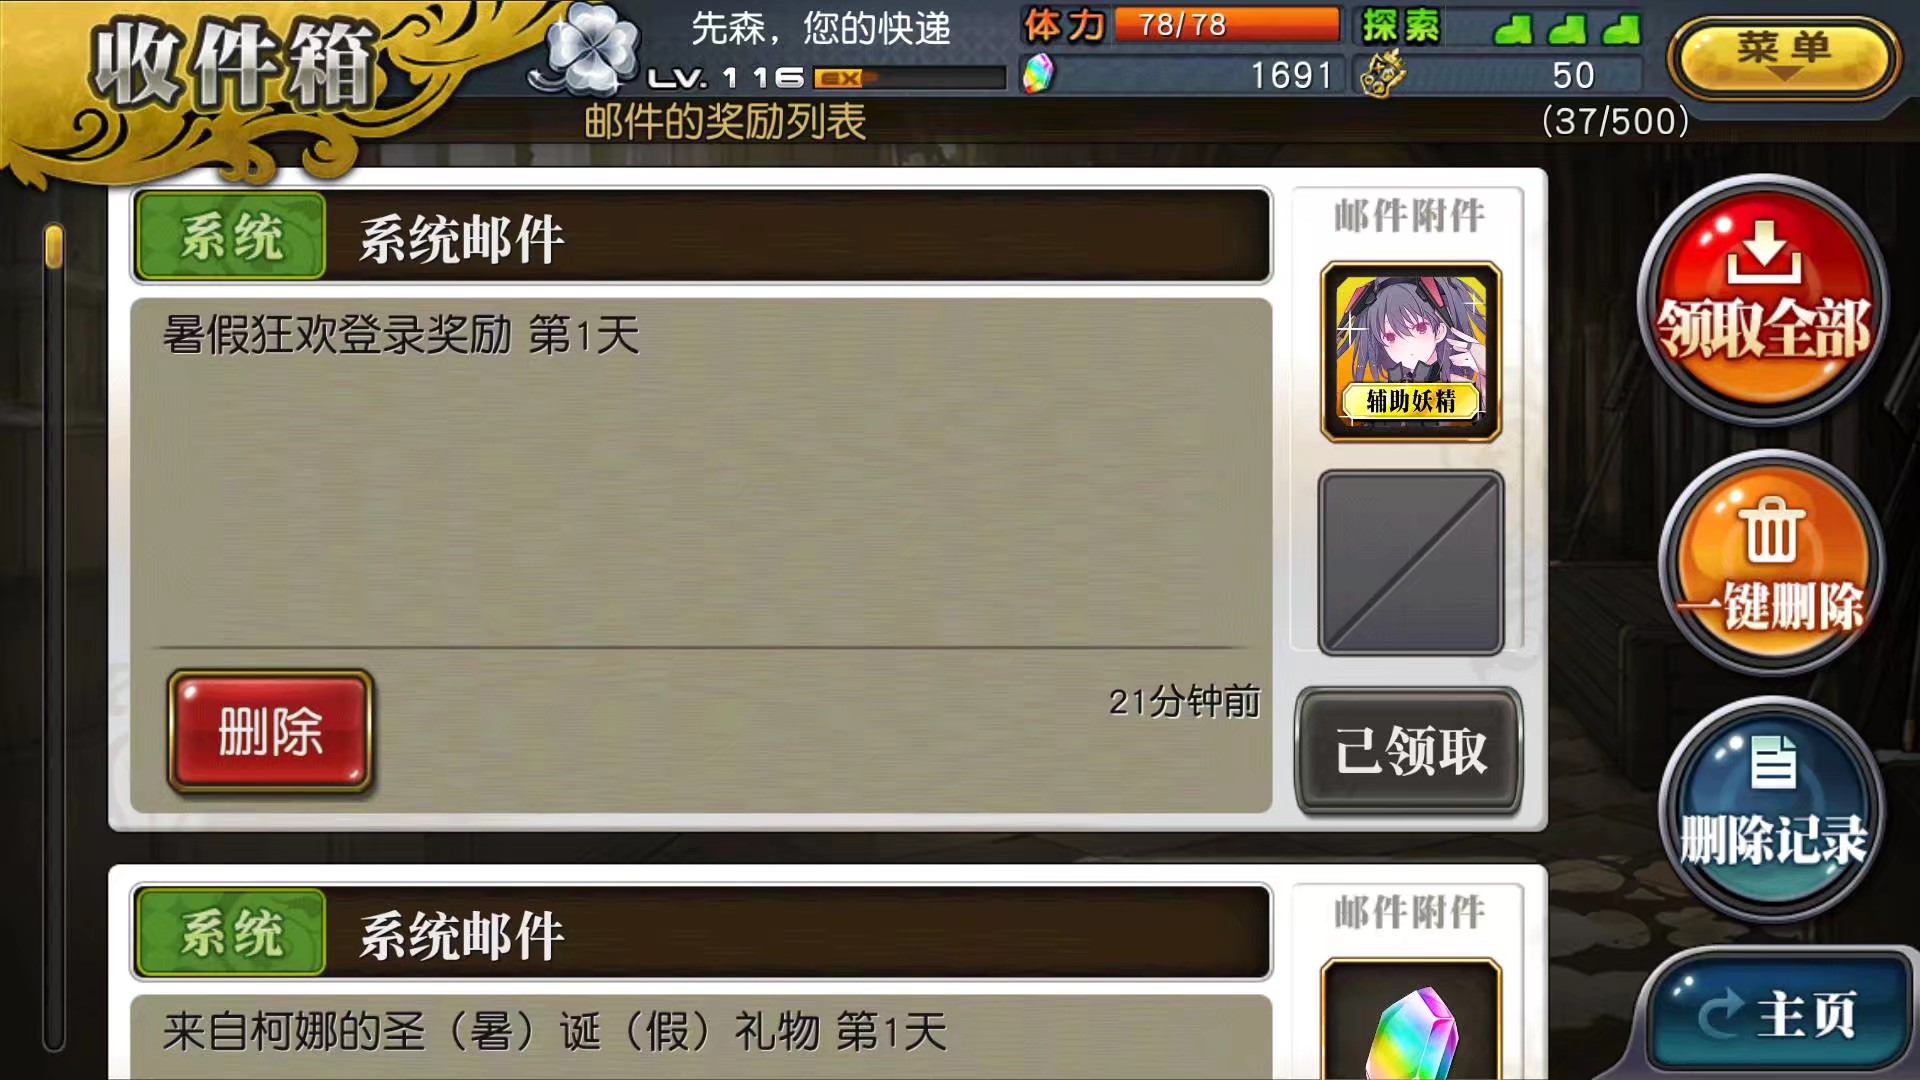 收件箱
先森，您的快递
体力 78/78
探索
菜单
LV. 116 EX
1691
50
邮件的奖励列表
(37/500)
系统
系统邮件
邮件附件
暑假狂欢登录奖励 第1天
辅助妖精
领取全部
一键删除
删除
21分钟前
已领取
删除记录
系统
系统邮件
邮件附件
来自柯娜的圣（暑）诞（假）礼物 第1天
主页